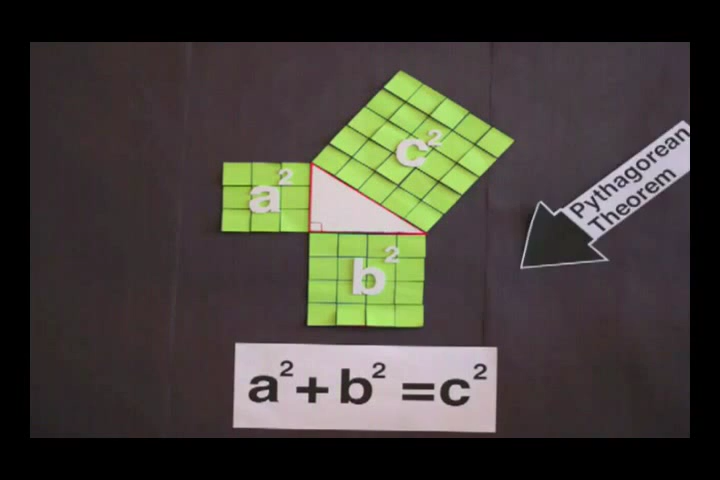 c²
a²
b²
Pythagorean
Theorem
a²+b²=c²